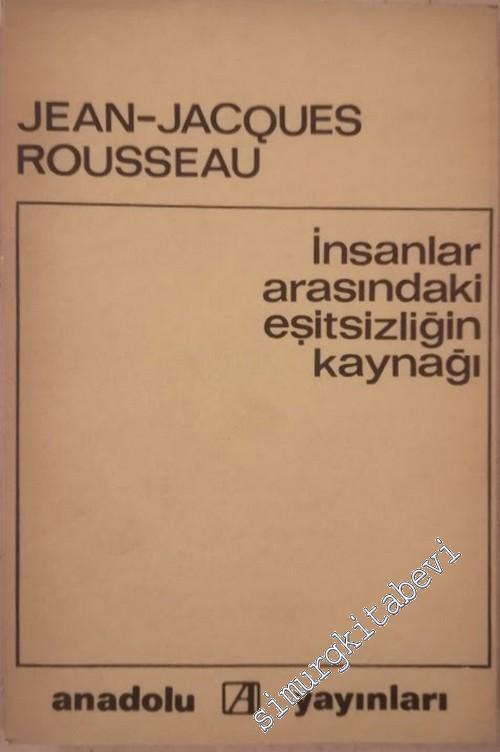 JEAN-JACQUES
ROUSSEAU
İnsanlar
arasındaki
eşitsizliğin
kaynağı
simurgkitabevi
anadolu A yayınları